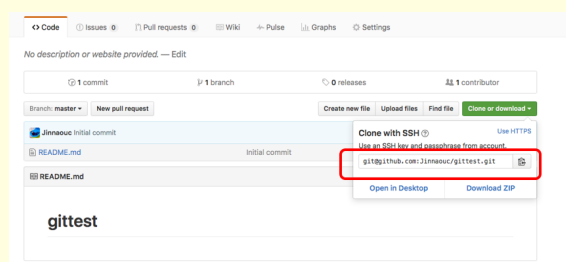 Code Issues 0 Pull requests 0 Wiki Pulse Graphs Settings
No description or website provided. — Edit
1 commit 1 branch 0 releases 1 contributor
Branch: master New pull request Create new file Upload files Find file Clone or download
Jinnaouc Initial commit
README.md Initial commit
README.md
gittest
Clone with SSH Use HTTPS
Use an SSH key and passphrase from account.
git@github.com:Jinnaouc/gittest.git
Open in Desktop Download ZIP